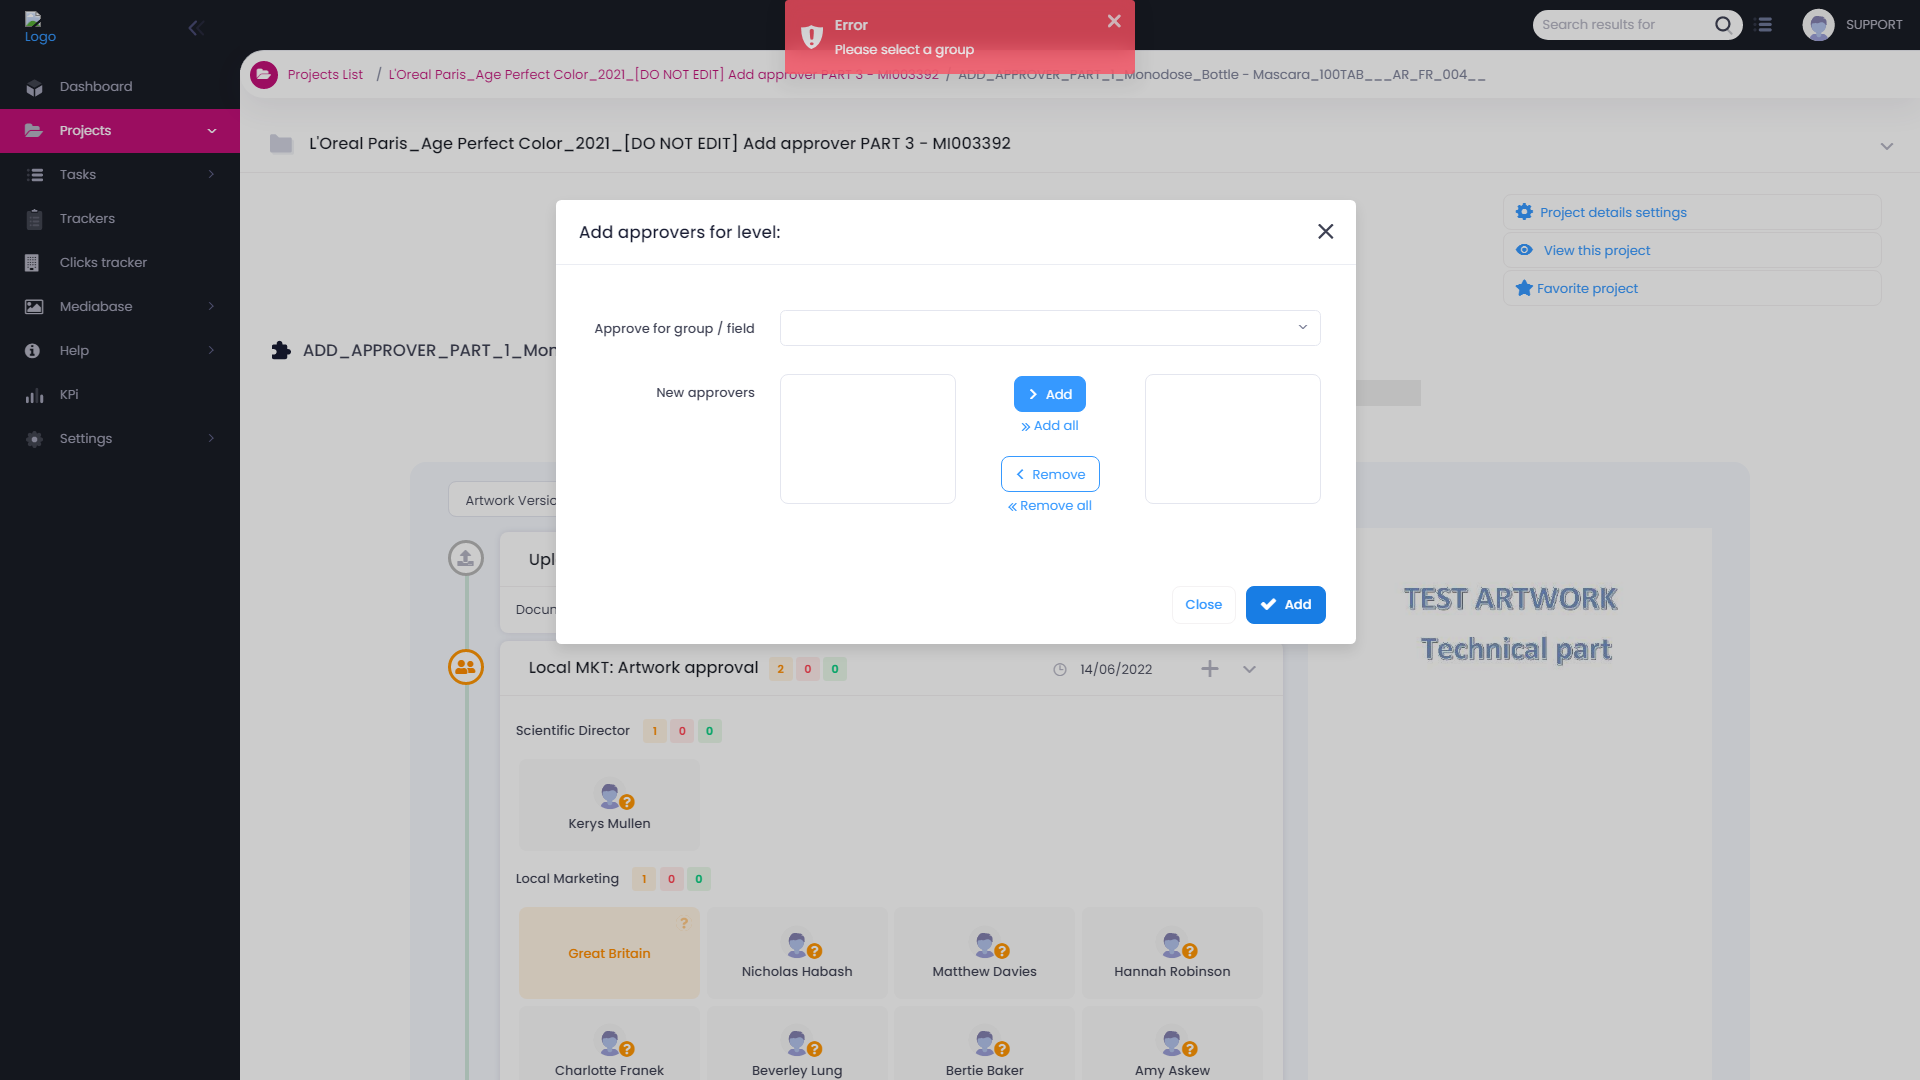 Logo
Error
Please select a group
Search results for
SUPPORT
Projects List / L'Oreal Paris_Age Perfect Color_2021_[DO NOT EDIT] Add approver PART 3 - MI003392 / ADD_APPROVER_PART_1_Monodose_Bottle - Mascara_100TAB___AR_FR_004__
Dashboard
Projects
Tasks
Trackers
Clicks tracker
Mediabase
Help
KPi
Settings
L'Oreal Paris_Age Perfect Color_2021_[DO NOT EDIT] Add approver PART 3 - MI003392
Project details settings
View this project
Favorite project
ADD_APPROVER_PART_1_Mon
Add approvers for level:
Approve for group / field
New approvers
Add
Add all
Remove
Remove all
Close
Add
Artwork Versio
Upl
Docun
Local MKT: Artwork approval 2 0 0 14/06/2022
Scientific Director 1 0 0
? Kerys Mullen
Local Marketing 1 0 0
?
Great Britain
? Nicholas Habash
? Matthew Davies
? Hannah Robinson
? Charlotte Franek
? Beverley Lung
? Bertie Baker
? Amy Askew
TEST ARTWORK
Technical part